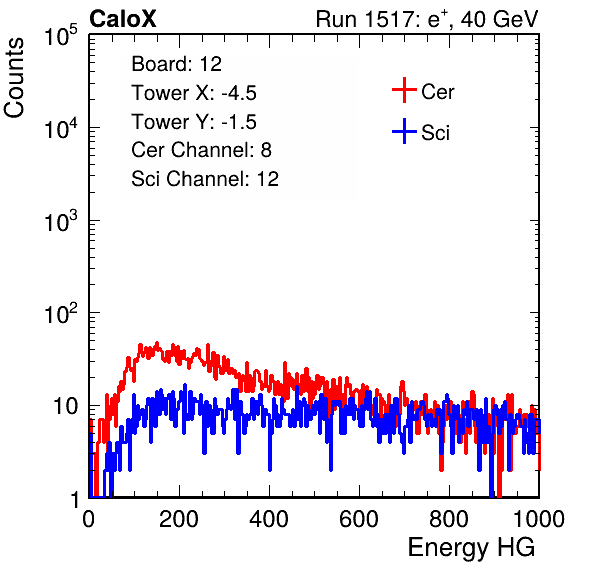 CaloX Run 1517: e+, 40 GeV
Counts
Board: 12
Tower X: -4.5
Tower Y: -1.5
Cer Channel: 8
Sci Channel: 12
Cer
Sci
10^5
10^4
10^3
10^2
10
1
0 200 400 600 800 1000
Energy HG